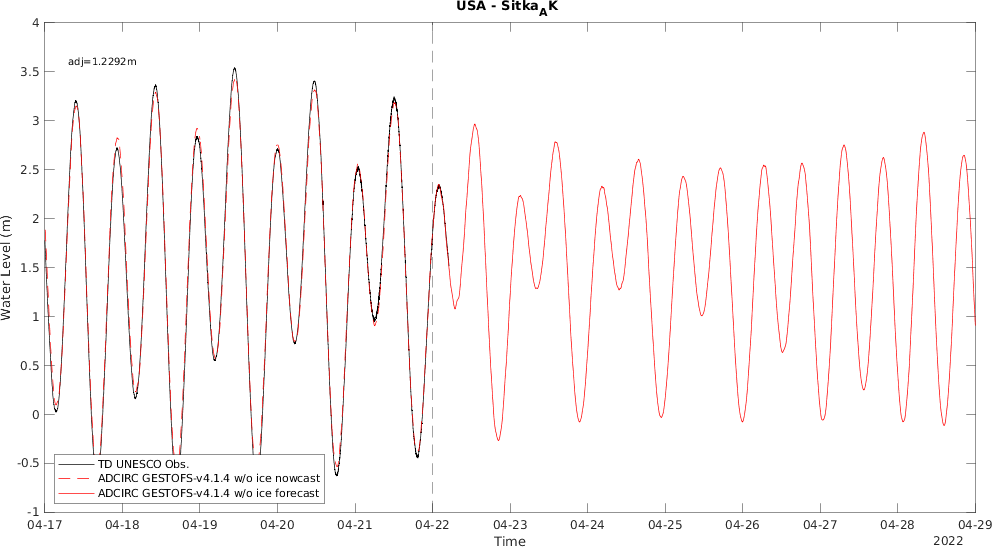 USA - Sitka_AK
adj=1.2292m
4
3.5
3
2.5
2
1.5
1
0.5
0
-0.5
-1
Water Level (m)
TD UNESCO Obs.
ADCIRC GESTOFS-v4.1.4 w/o ice nowcast
ADCIRC GESTOFS-v4.1.4 w/o ice forecast
04-17 04-18 04-19 04-20 04-21 04-22 04-23 04-24 04-25 04-26 04-27 04-28 04-29
Time
2022